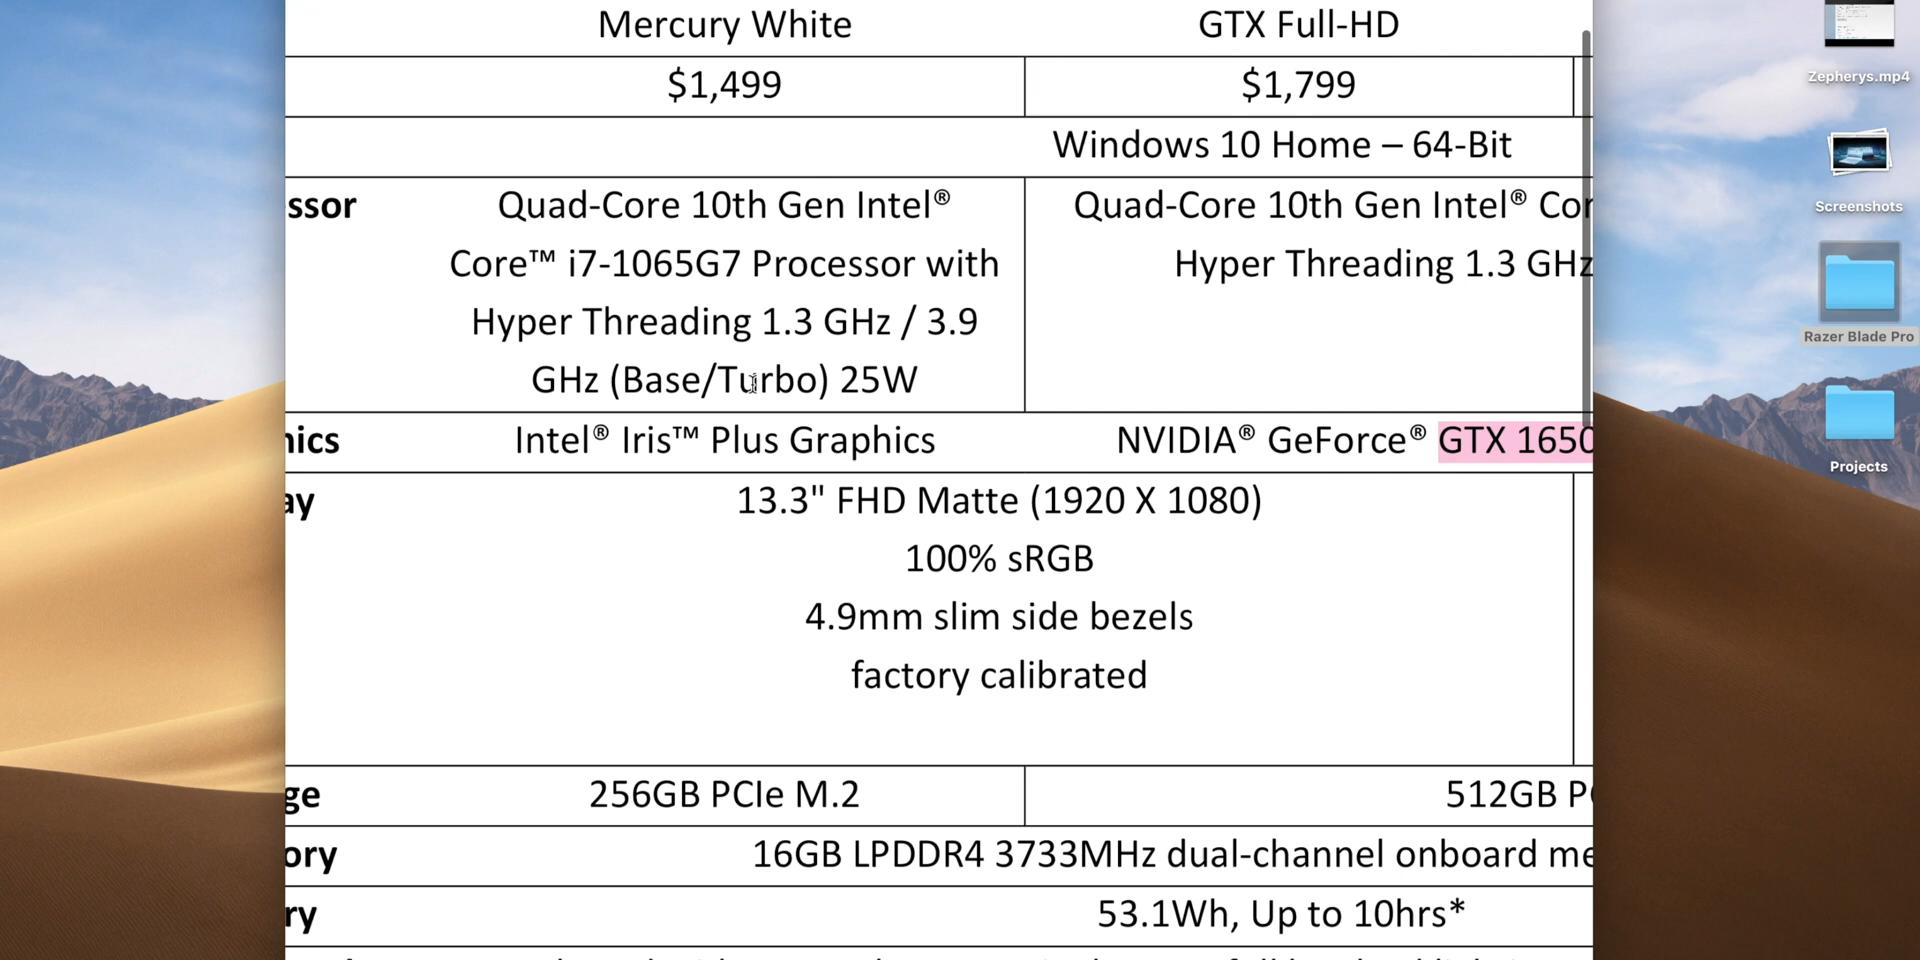 Mercury White
GTX Full-HD
$1,499
$1,799
Windows 10 Home – 64-Bit
ssor
Quad-Core 10th Gen Intel®
Core™ i7-1065G7 Processor with
Hyper Threading 1.3 GHz / 3.9
GHz (Base/Turbo) 25W
Quad-Core 10th Gen Intel® Cor
Hyper Threading 1.3 GHz
nics
Intel® Iris™ Plus Graphics
NVIDIA® GeForce® GTX 1650
ay
13.3" FHD Matte (1920 X 1080)
100% sRGB
4.9mm slim side bezels
factory calibrated
ge
256GB PCIe M.2
512GB PC
ory
16GB LPDDR4 3733MHz dual-channel onboard me
ry
53.1Wh, Up to 10hrs*
Zepherys.mp4
Screenshots
Razer Blade Pro
Projects